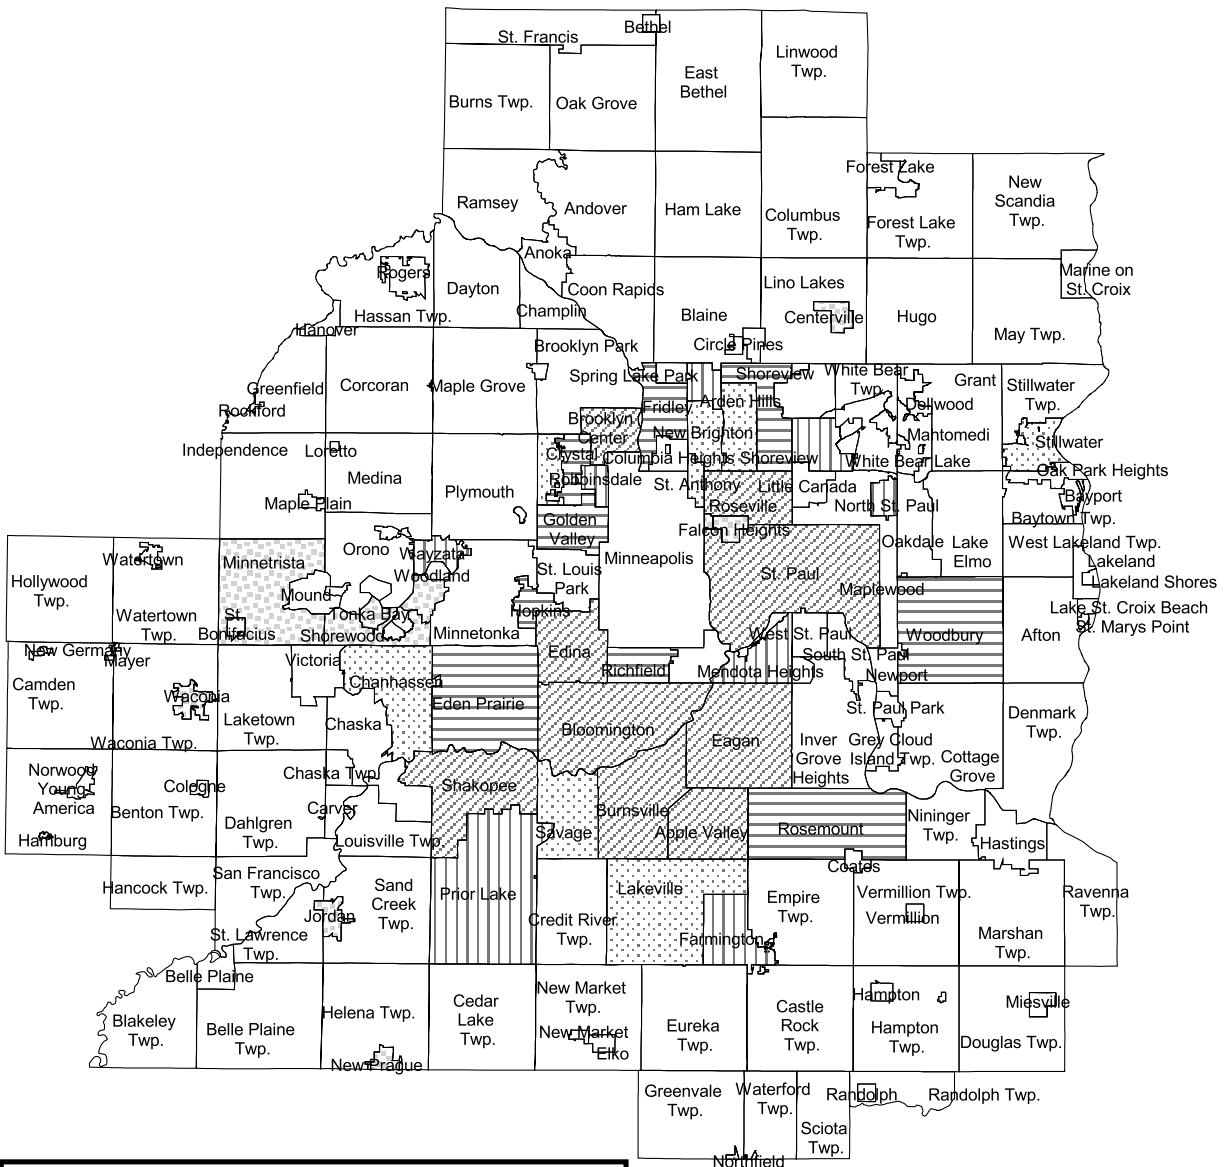 Bethel
St. Francis
Linwood
Twp.
East
Bethel
Burns Twp.
Oak Grove
Forest Lake
New
Scandia
Twp.
Ramsey
Andover
Ham Lake
Columbus
Twp.
Forest Lake
Twp.
Anoka
Rogers
Marine on
St. Croix
Dayton
Coon Rapids
Lino Lakes
Champlin
Hassan Twp.
Blaine
Centerville
Hugo
Hanover
May Twp.
Brooklyn Park
Circle Pines
Spring Lake Park
Shoreview
White Bear
Twp.
Greenfield
Corcoran
Maple Grove
Grant
Stillwater
Twp.
Rockford
Fridley
Arden Hills
Dellwood
Brooklyn
Center
New Brighton
Mahtomedi
Stillwater
Independence
Loretto
Crystal
Columbia Heights
Shoreview
White Bear Lake
Oak Park Heights
Medina
Plymouth
Robbinsdale
St. Anthony
Little Canada
Bayport
Maple Plain
Roseville
North St. Paul
Baytown Twp.
Golden
Valley
Falcon Heights
Orono
Wayzata
Minneapolis
Oakdale
Lake
Elmo
West Lakeland Twp.
Watertown
Minnetrista
St. Louis
Park
Lakeland
Hollywood
Twp.
Woodland
St. Paul
Maplewood
Lakeland Shores
Mound
Watertown
Twp.
St.
Bonifacius
Tonka Bay
Hopkins
Lake St. Croix Beach
Shorewood
Minnetonka
West St. Paul
Woodbury
Afton
St. Marys Point
New Germany
Mayer
Victoria
Edina
South St. Paul
Camden
Twp.
Chanhassen
Richfield
Mendota Heights
Newport
Waconia
Eden Prairie
St. Paul Park
Laketown
Twp.
Chaska
Bloomington
Eagan
Denmark
Twp.
Waconia Twp.
Inver
Grove
Heights
Grey Cloud
Island Twp.
Cottage
Grove
Norwood
Young
America
Cologne
Chaska Twp.
Shakopee
Benton Twp.
Carver
Burnsville
Hamburg
Dahlgren
Twp.
Louisville Twp.
Savage
Apple Valley
Rosemount
Nininger
Twp.
Hastings
Hancock Twp.
San Francisco
Twp.
Sand
Creek
Twp.
Prior Lake
Lakeville
Coates
Empire
Twp.
Vermillion Twp.
Ravenna
Twp.
Jordan
Credit River
Twp.
Vermillion
St. Lawrence
Twp.
Farmington
Marshan
Twp.
Belle Plaine
Blakeley
Twp.
Belle Plaine
Twp.
Helena Twp.
Cedar
Lake
Twp.
New Market
Twp.
Hampton
Miesville
New Market
Elko
Eureka
Twp.
Castle
Rock
Twp.
Hampton
Twp.
Douglas Twp.
New Prague
Greenvale
Twp.
Waterford
Twp.
Randolph
Randolph Twp.
Sciota
Twp.
Northfield